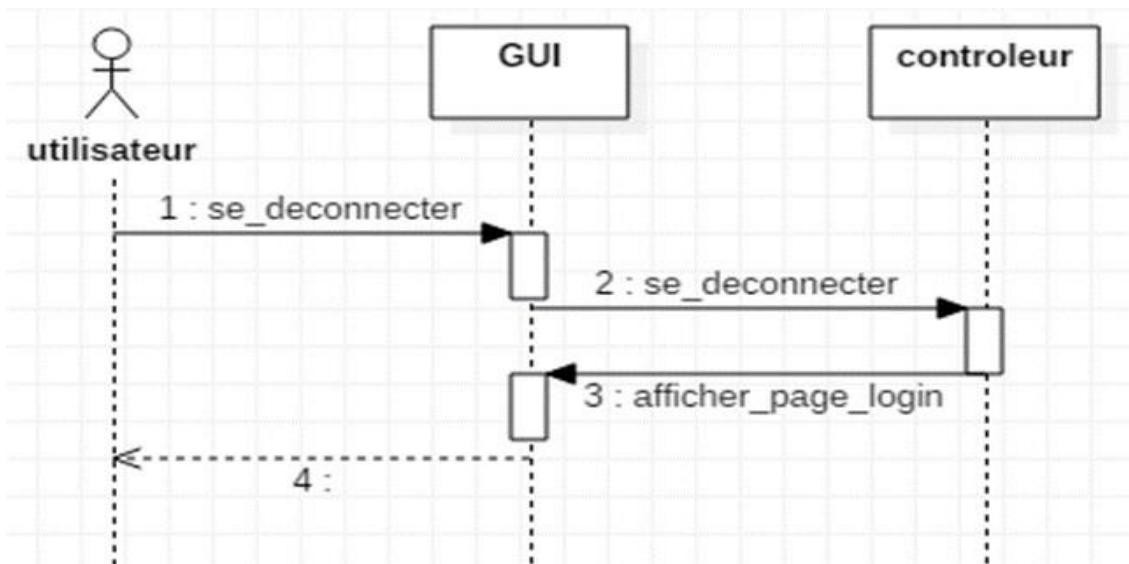 GUI
controleur
utilisateur
1 : se_deconnecter
2 : se_deconnecter
3 : afficher_page_login
4 :